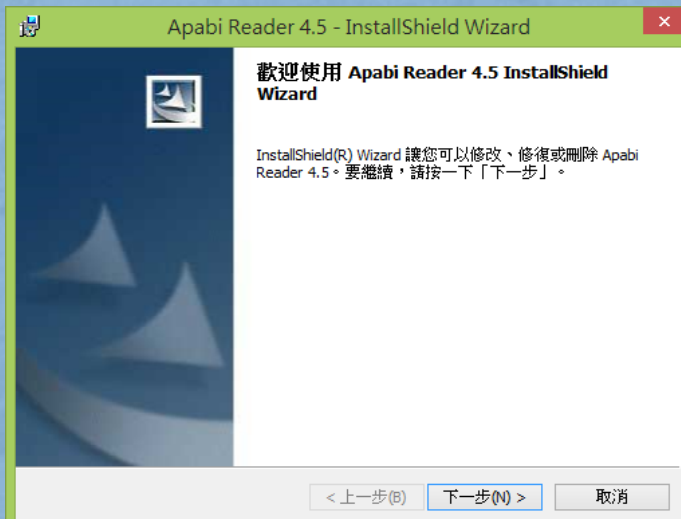 Apabi Reader 4.5 - InstallShield Wizard
歡迎使用 Apabi Reader 4.5 InstallShield
Wizard
InstallShield(R) Wizard 讓您可以修改、修復或刪除 Apabi
Reader 4.5。要繼續，請按一下「下一步」。
< 上一步(B) 下一步(N) > 取消